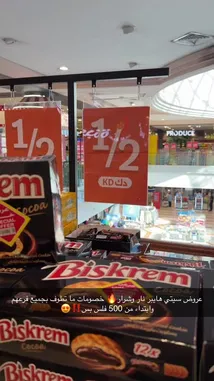 1/2
1/2
دك KD
PRODUCE
Biskrem
Cocoa
Biskrem
عروض سيتي هايبر نار وشرار🔥 خصومات ما تطوف بجميع فرعهم
وابتداء من 500 فلس بس‼️😍
Biskrem
12x